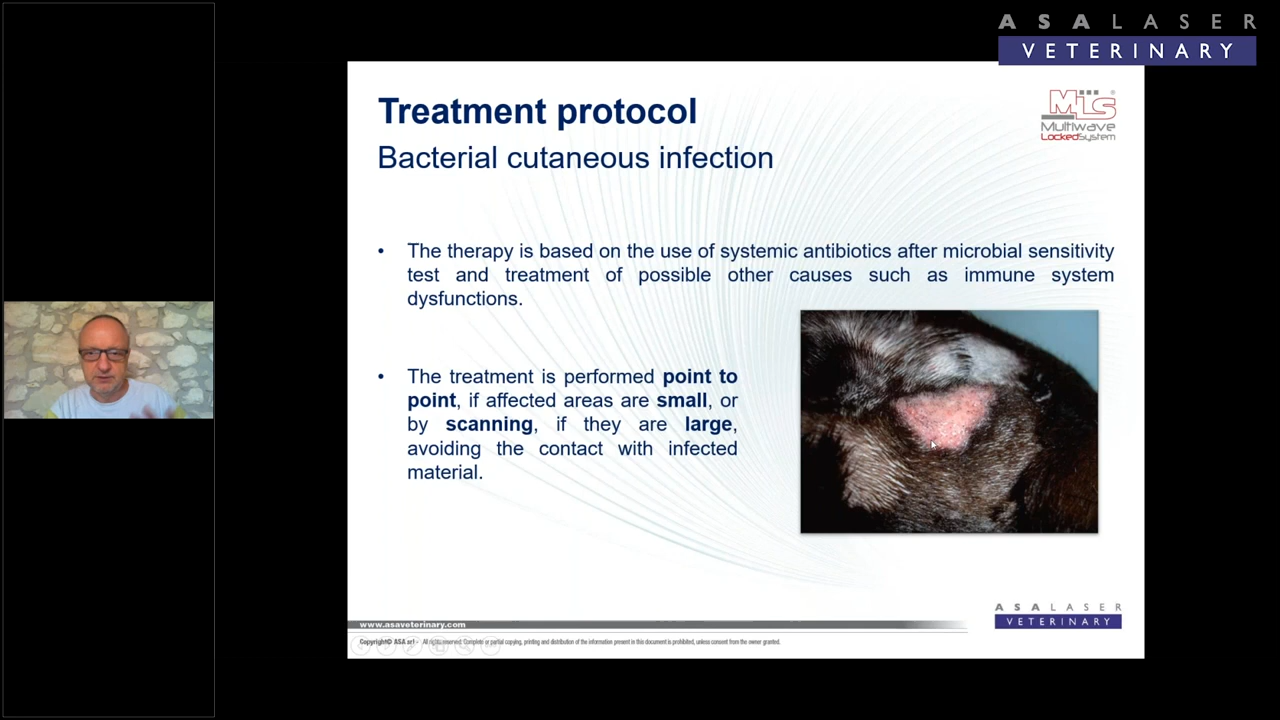 ASALASER
VETERINARY
Treatment protocol
MLS
Multiwave
LockedSystem
Bacterial cutaneous infection
• The therapy is based on the use of systemic antibiotics after microbial sensitivity
test and treatment of possible other causes such as immune system
dysfunctions.
• The treatment is performed point to
point, if affected areas are small, or
by scanning, if they are large,
avoiding the contact with infected
material.
ASALASER
VETERINARY
www.asaveterinary.com
Copyright© ASA srl - All rights reserved. Complete or partial copying, printing and distribution of the information present in this document is prohibited, unless consent from the owner granted.